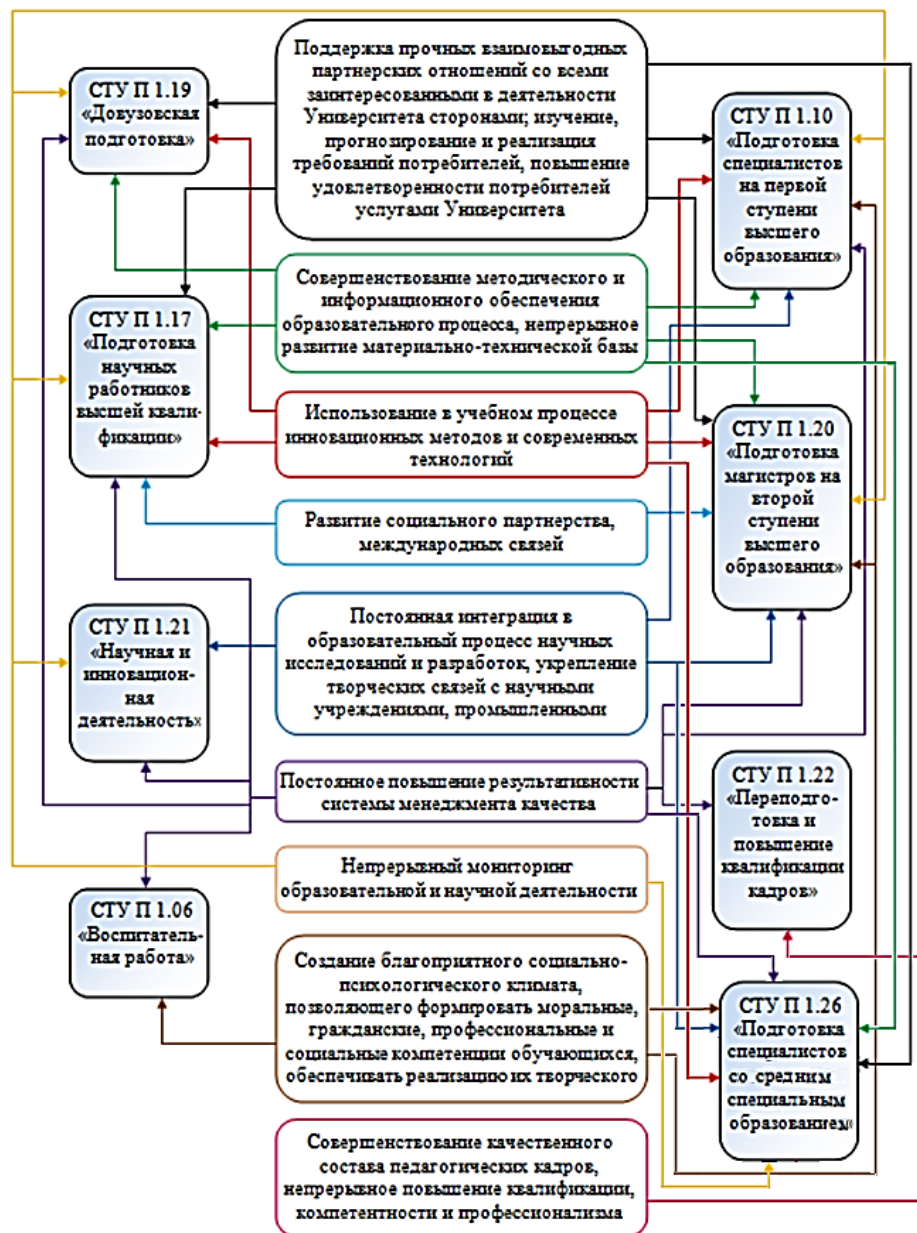 СТУ П 1.19
«Довузовская
подготовка»
СТУ П 1.17
«Подготовка
научных
работников
высшей квали-
фикации»
СТУ П 1.21
«Научная и
инновацион-
ная
деятельность»
СТУ П 1.06
«Воспитатель-
ная работа»
Поддержка прочных взаимовыгодных
партнерских отношений со всеми
заинтересованными в деятельности
Университета сторонами; изучение,
прогнозирование и реализация
требований потребителей, повышение
удовлетворенности потребителей
услугами Университета
Совершенствование методического и
информационного обеспечения
образовательного процесса, непрерывное
развитие материально-технической базы
Использование в учебном процессе
инновационных методов и современных
технологий
Развитие социального партнерства,
международных связей
Постоянная интеграция в
образовательный процесс научных
исследований и разработок, укрепление
творческих связей с научными
учреждениями, промышленными
Постоянное повышение результативности
системы менеджмента качества
Непрерывный мониторинг
образовательной и научной деятельности
Создание благоприятного социально-
психологического климата,
позволяющего формировать моральные,
гражданские, профессиональные и
социальные компетенции обучающихся,
обеспечивать реализацию их творческого
Совершенствование качественного
состава педагогических кадров,
непрерывное повышение квалификации,
компетентности и профессионализма
СТУ П 1.10
«Подготовка
специалистов
на первой
ступени
высшего
образования»
СТУ П 1.20
«Подготовка
магистров на
второй
ступени
высшего
образования»
СТУ П 1.22
«Переподго-
товка и
повышение
квалификации
кадров»
СТУ П 1.26
«Подготовка
специалистов
со средним
специальным
образованием»